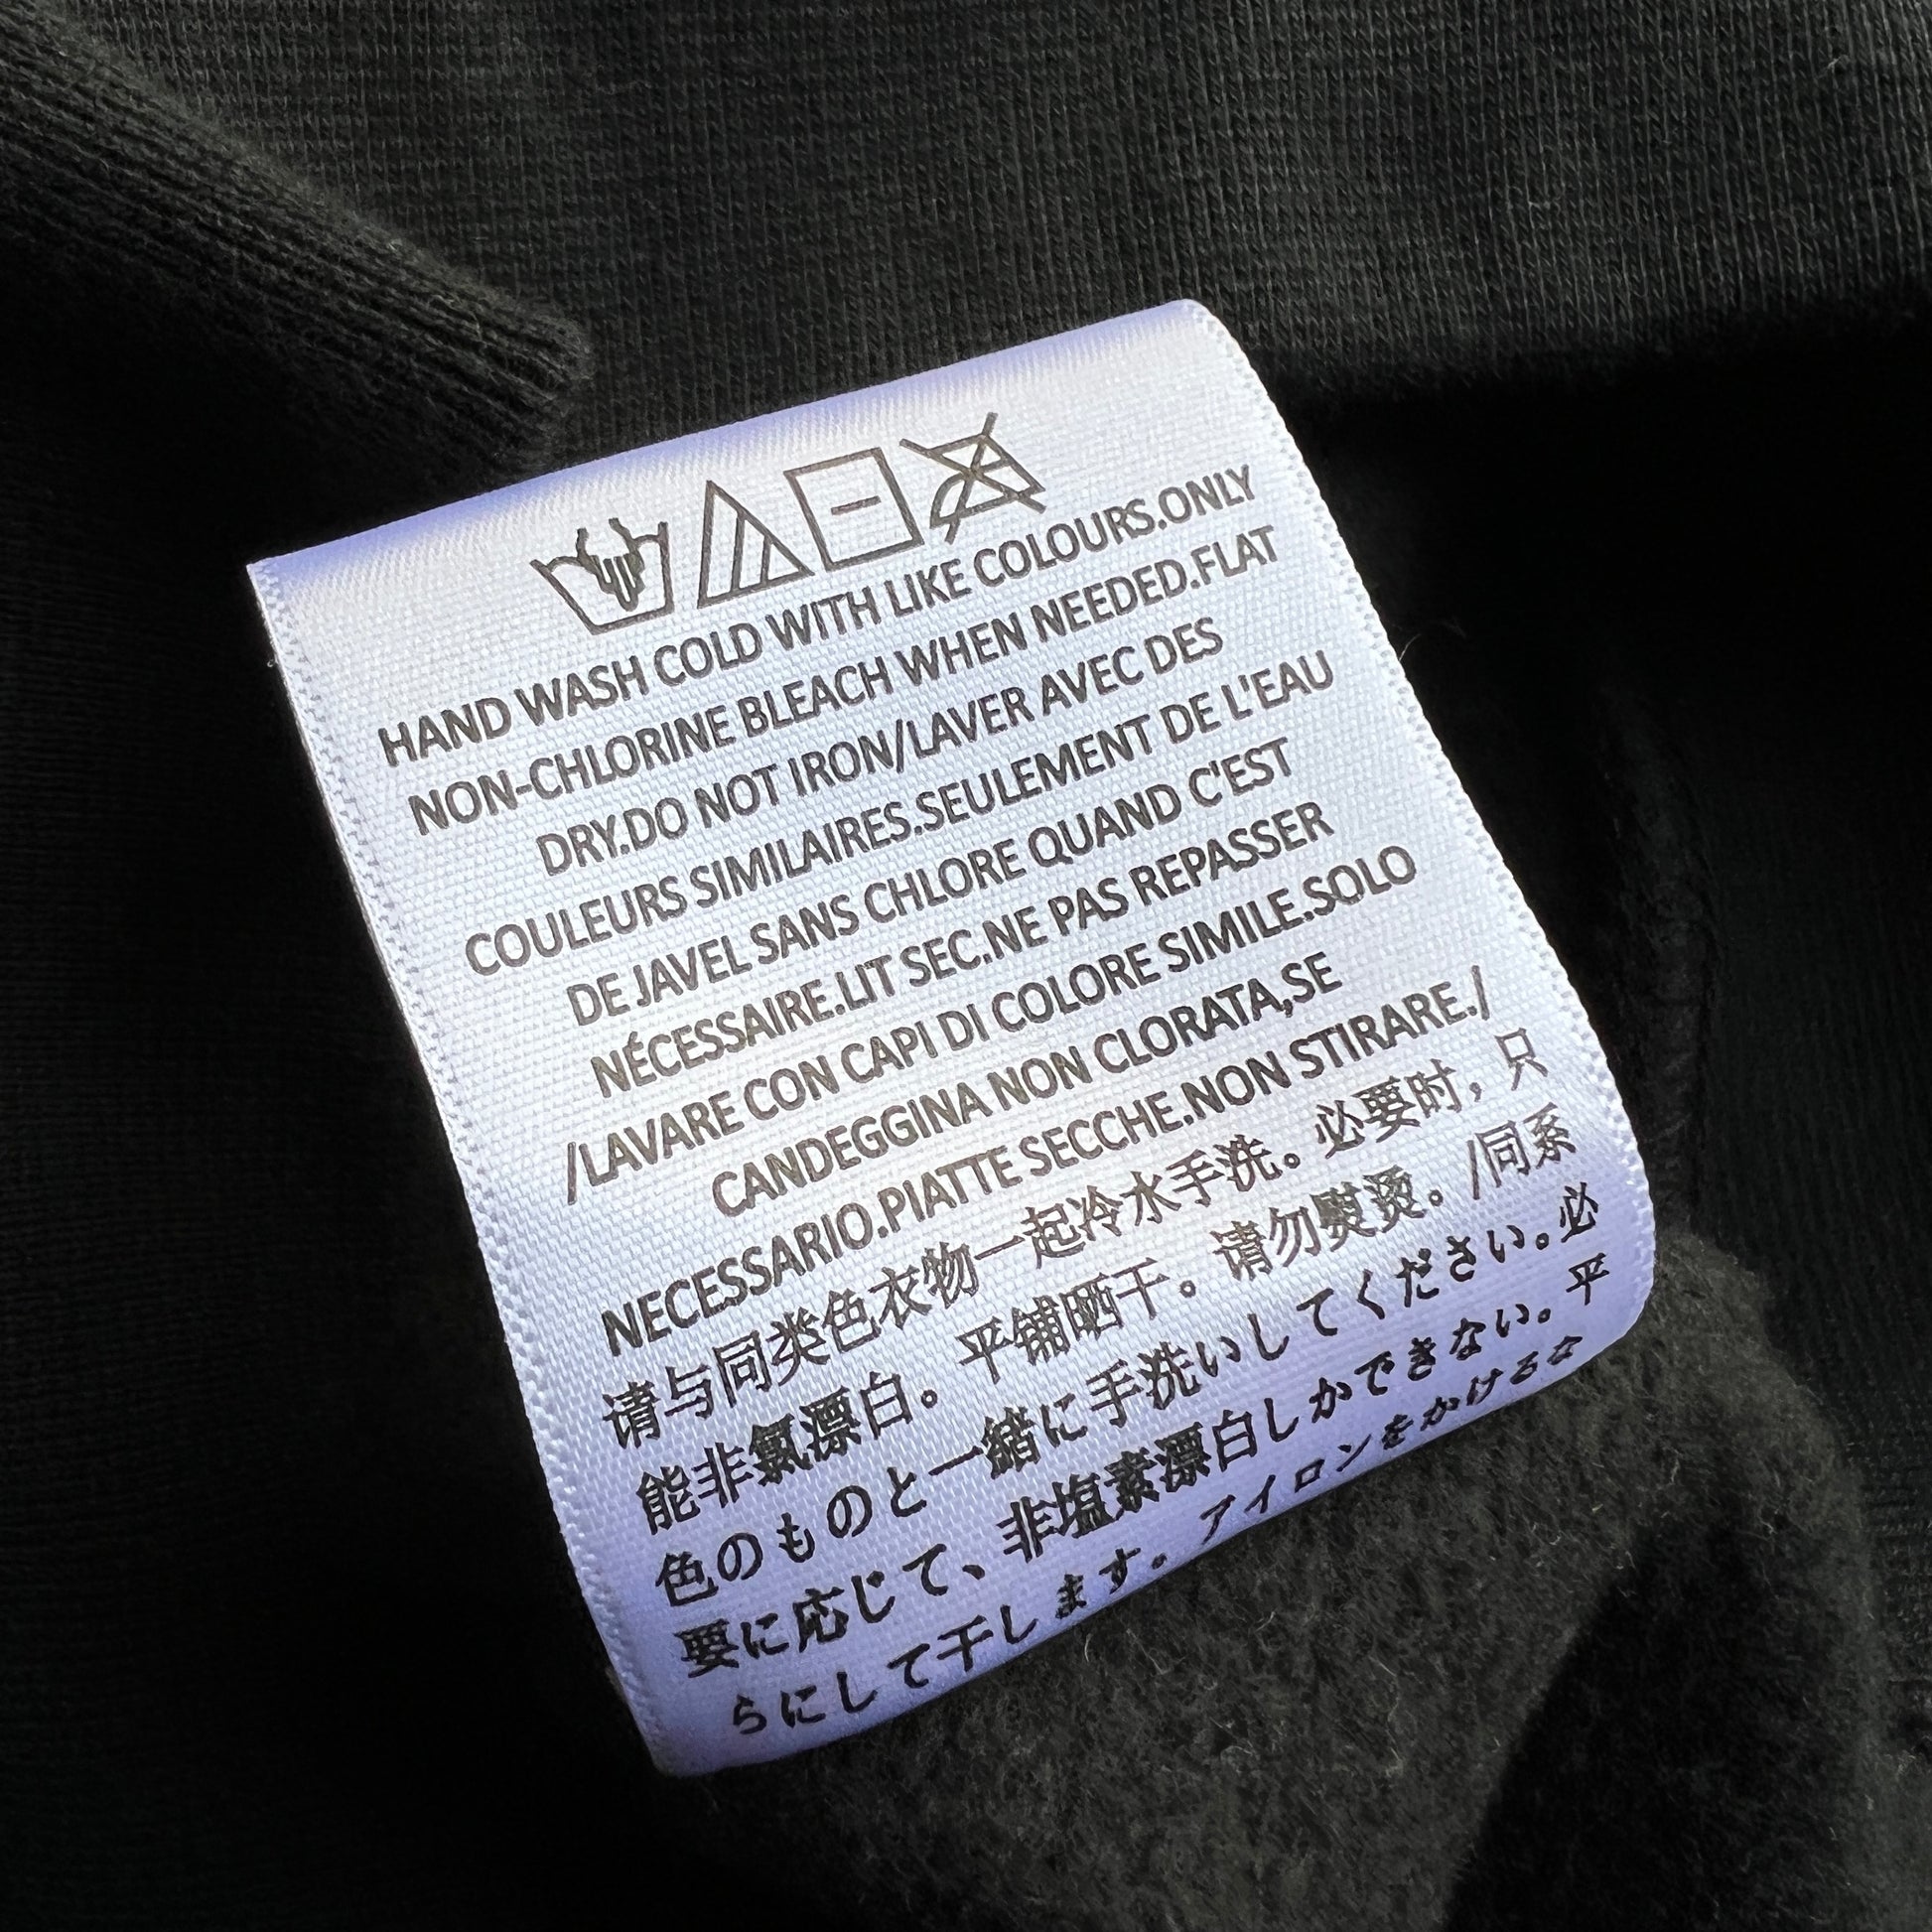 HAND WASH COLD WITH LIKE COLOURS.ONLY
NON-CHLORINE BLEACH WHEN NEEDED.FLAT
DRY.DO NOT IRON/LAVER AVEC DES
COULEURS SIMILAIRES.SEULEMENT DE L'EAU
DE JAVEL SANS CHLORE QUAND C'EST
NÉCESSAIRE.LIT SEC.NE PAS REPASSER
/LAVARE CON CAPI DI COLORE SIMILE.SOLO
CANDEGGINA NON CLORATA,SE
NECESSARIO.PIATTE SECCHE.NON STIRARE./
请与同类色衣物一起冷水手洗。必要时，只
能非氯漂白。平铺晒干。请勿熨烫。/同系
色のものと一緒に手洗いしてください。必
要に応じて、非塩素漂白しかできない。平
らにして干します。アイロンをかけるな